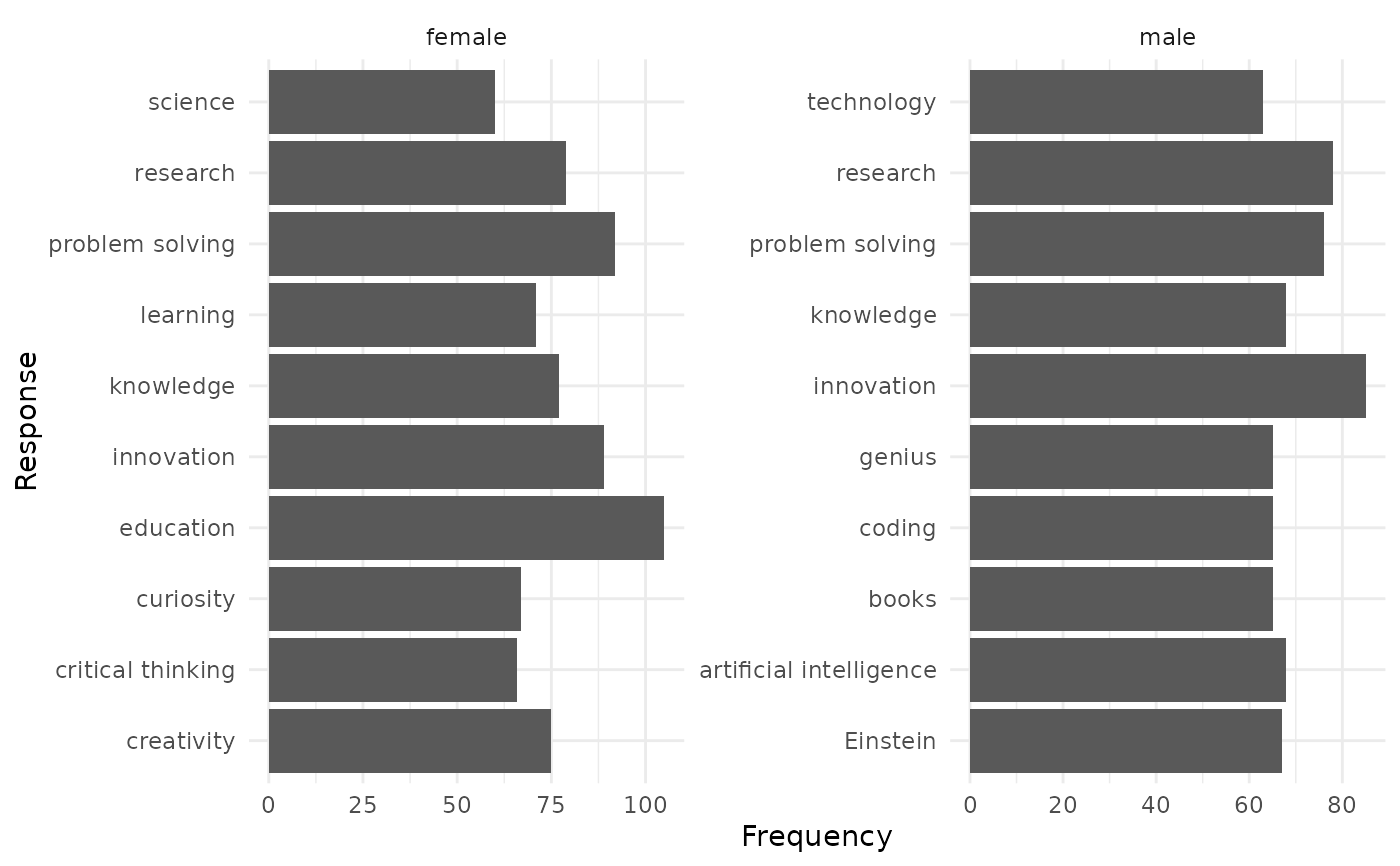 female
male
science
research
problem solving
learning
knowledge
innovation
education
curiosity
critical thinking
creativity
technology
research
problem solving
knowledge
innovation
genius
coding
books
artificial intelligence
Einstein
0 25 50 75 100
0 20 40 60 80
Response
Frequency